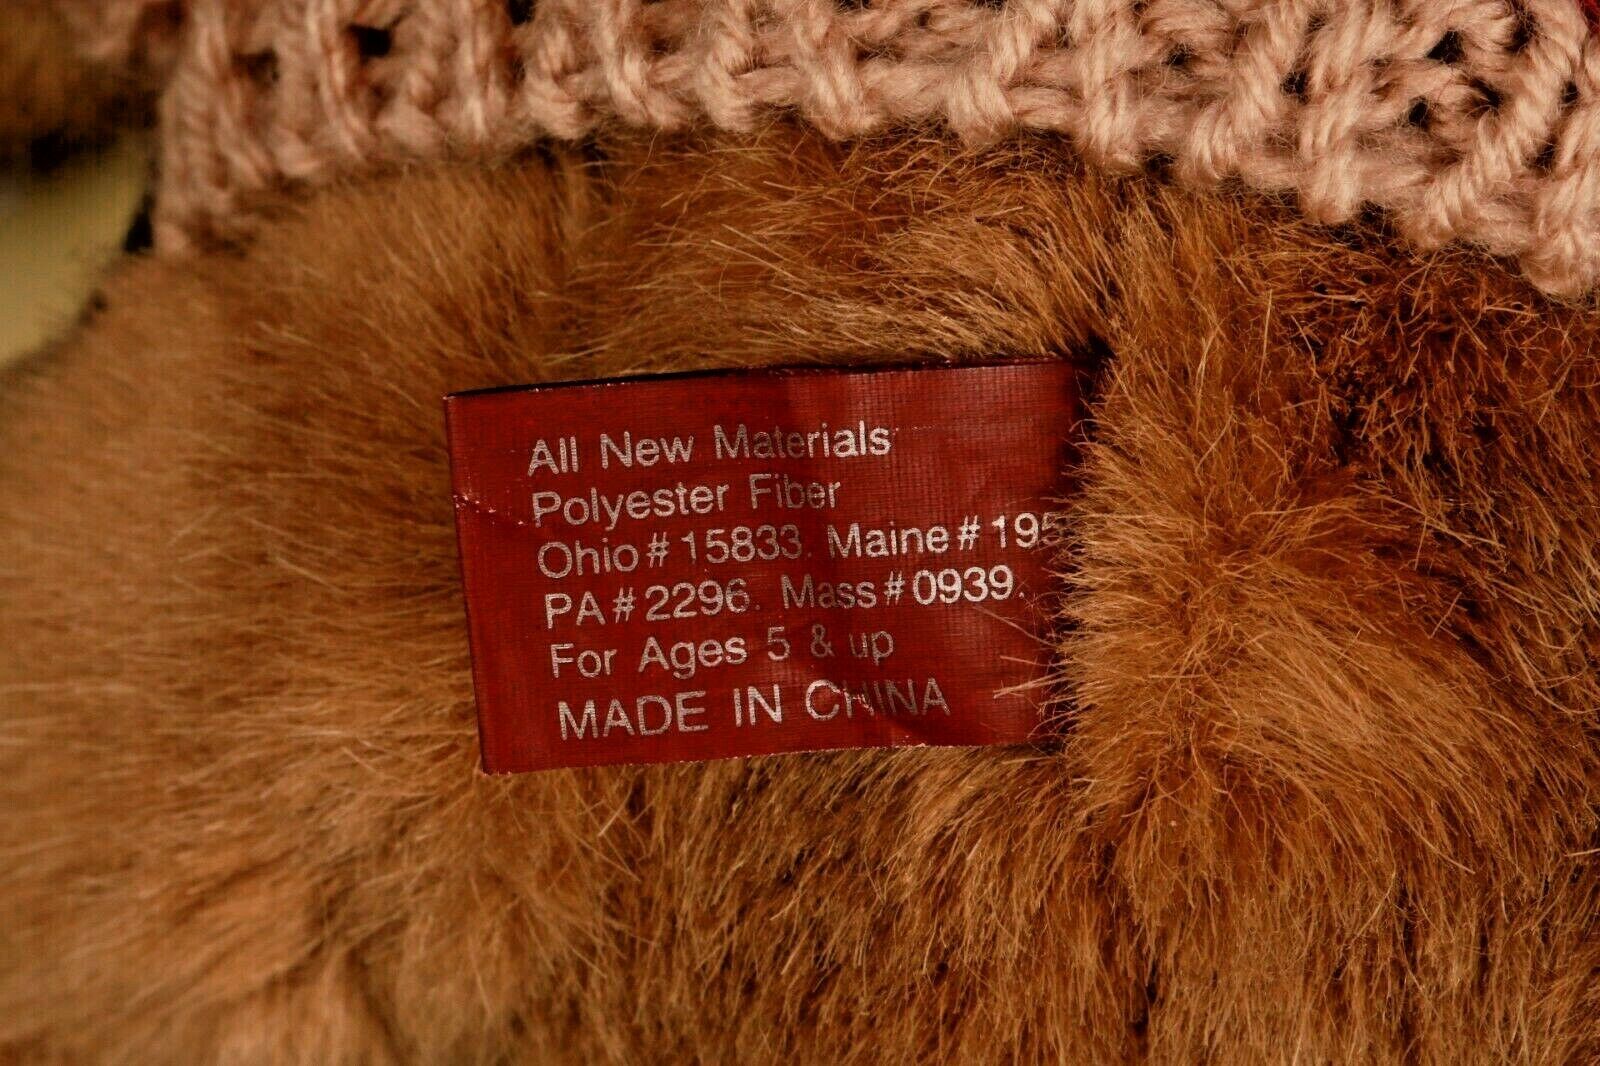 All New Materials
Polyester Fiber
Ohio # 15833. Maine # 195
PA # 2296. Mass # 0939.
For Ages 5 & up
MADE IN CHINA